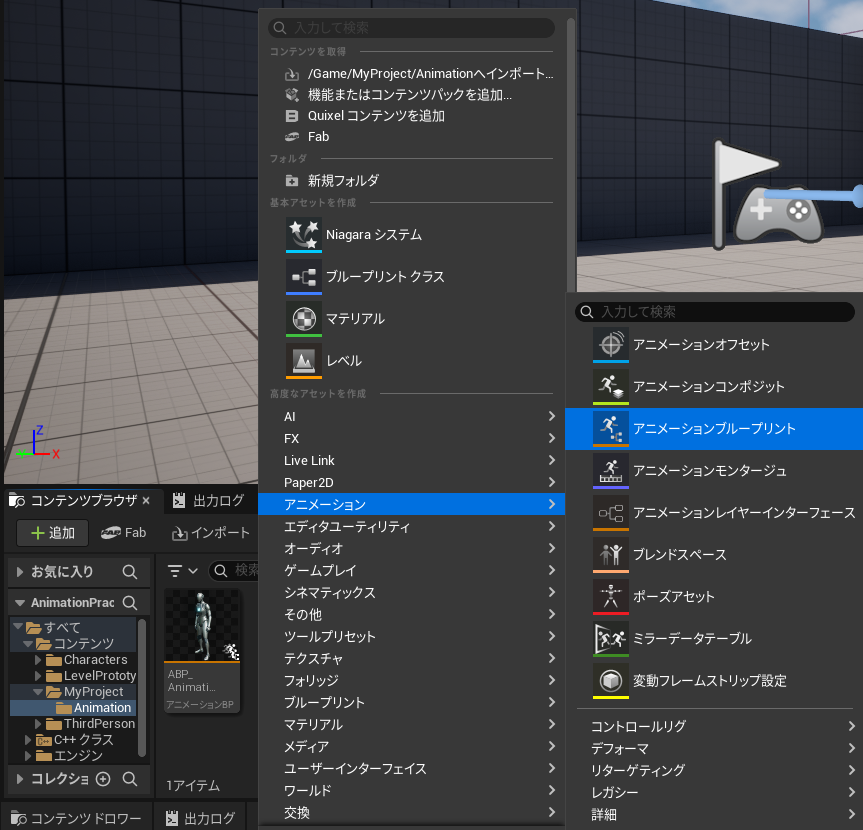 入力して検索
コンテンツを取得
/Game/MyProject/Animationへインポート...
機能またはコンテンツパックを追加...
Quixel コンテンツを追加
Fab
フォルダ
新規フォルダ
基本アセットを作成
Niagara システム
ブループリント クラス
マテリアル
レベル
高度なアセットを作成
AI
FX
Live Link
Paper2D
アニメーション
エディタユーティリティ
オーディオ
ゲームプレイ
シネマティックス
その他
ツールプリセット
テクスチャ
フォリッジ
ブループリント
マテリアル
メディア
ユーザーインターフェイス
ワールド
交換
入力して検索
アニメーションオフセット
アニメーションコンポジット
アニメーションブループリント
アニメーションモンタージュ
アニメーションレイヤーインターフェース
ブレンドスペース
ポーズアセット
ミラーデータテーブル
変動フレームストリップ設定
コントロールリグ
デフォーマ
リターゲティング
レガシー
詳細
Z
X
コンテンツブラウザ
出力ログ
追加
Fab
インポート
お気に入り
検索
AnimationPrac
すべて
コンテンツ
Characters
LevelPrototy
MyProject
Animation
ThirdPerson
C++ クラス
エンジン
コレクショ
ABP_
Animati...
アニメーションBP
1アイテム
コンテンツドロワー
出力ログ